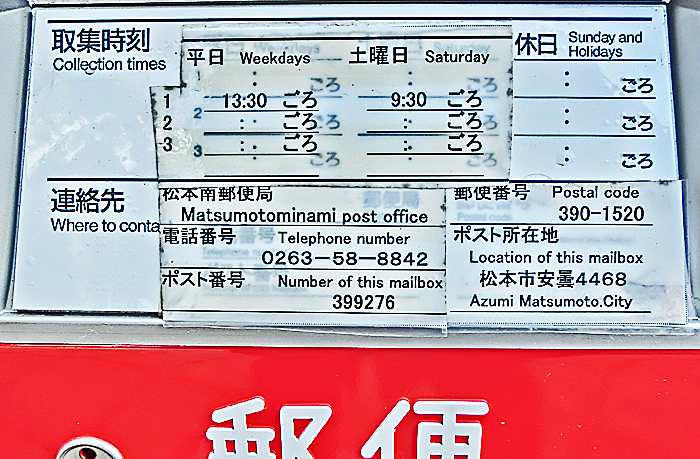 取集時刻
Collection times
平日 Weekdays
土曜日 Saturday
休日 Sunday and
Holidays
: ごろ
1 13:30 ごろ 9:30 ごろ : ごろ
2 : ごろ : ごろ
3 : ごろ : ごろ : ごろ
連絡先
Where to conta
松本南郵便局
Matsumotominami post office
電話番号 Telephone number
0263-58-8842
ポスト番号 Number of this mailbox
399276
郵便番号 Postal code
390-1520
ポスト所在地
Location of this mailbox
松本市安曇4468
Azumi Matsumoto.City
郵便